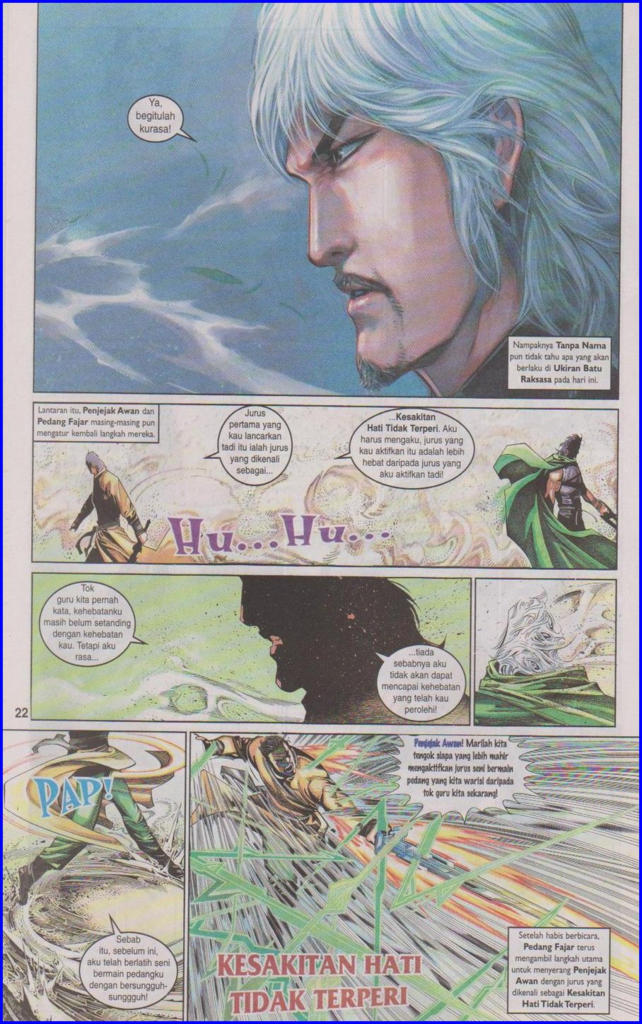 Ya,
begitulah
kurasa!
Nampaknya Tanpa Nama
pun tidak tahu apa yang akan
berlaku di Ukiran Batu
Raksasa pada hari ini.
Lantaran itu, Penjejak Awan dan
Pedang Fajar masing-masing pun
mengatur kembali langkah mereka.
Jurus
pertama yang
kau lancarkan
tadi itu ialah jurus
yang dikenali
sebagai...
...Kesakitan
Hati Tidak Terperi. Aku
harus mengaku, jurus yang
kau aktifkan itu adalah lebih
hebat daripada jurus yang
aku aktifkan tadi!
Hu...Hu...
Tok
guru kita pernah
kata, kehebatanku
masih belum setanding
dengan kehebatan
kau. Tetapi aku
rasa...
...tiada
sebabnya aku
tidak akan dapat
mencapai kehebatan
yang telah kau
perolehi!
22
PAP!
Sebab
itu, sebelum ini,
aku telah berlatih seni
bermain pedangku
dengan bersungguh-
sunggguh!
Penjejak Awan! Marilah kita
tengok siapa yang lebih mahir
mengaktifkan jurus seni bermain
pedang yang kita warisi daripada
tok guru kita sekarang!
KESAKITAN HATI
TIDAK TERPERI
Setelah habis berbicara,
Pedang Fajar terus
mengambil langkah utama
untuk menyerang Penjejak
Awan dengan jurus yang
dikenali sebagai Kesakitan
Hati Tidak Terperi.